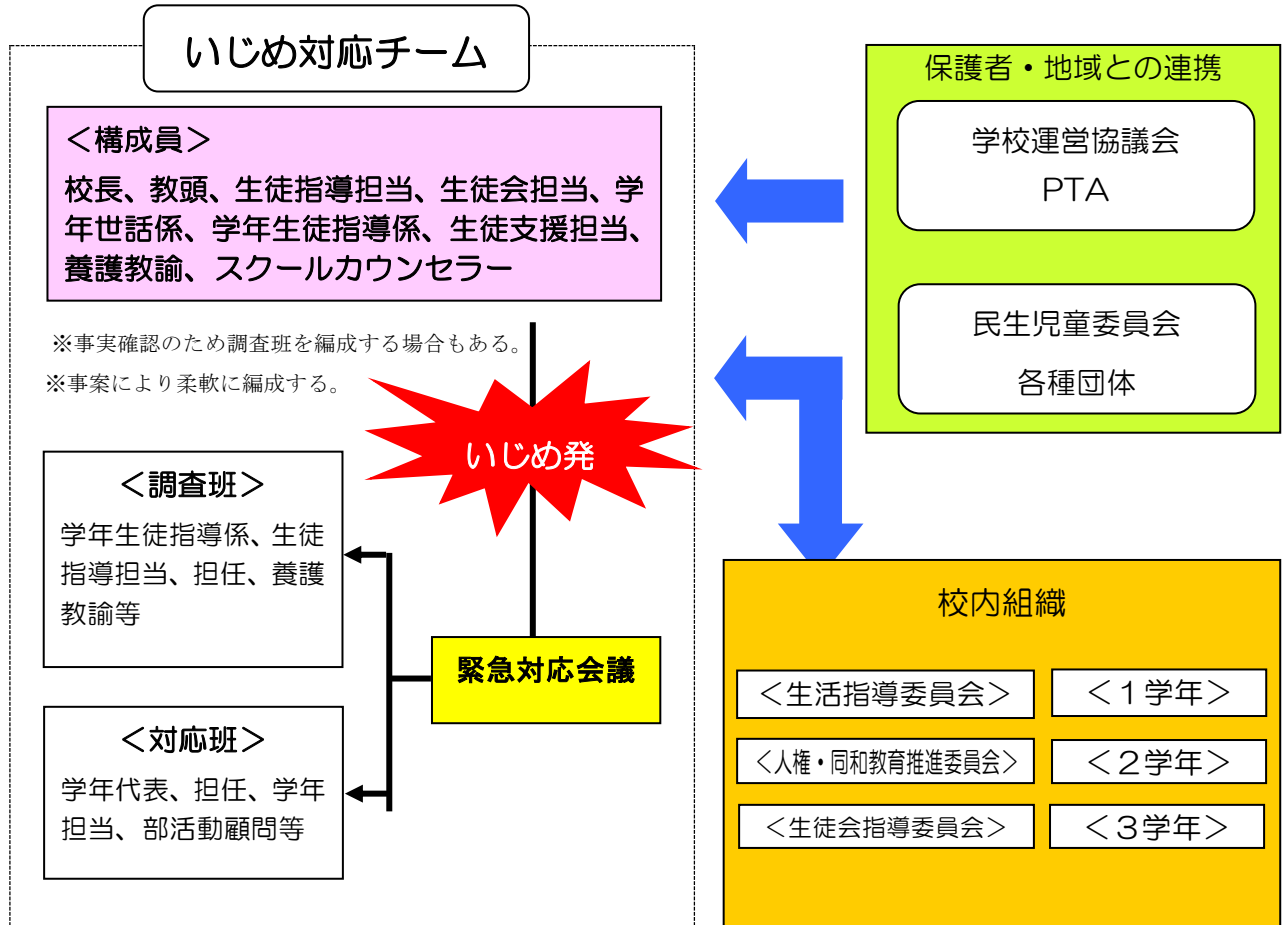 いじめ対応チーム
＜構成員＞
校長、教頭、生徒指導担当、生徒会担当、学
年世話係、学年生徒指導係、生徒支援担当、
養護教諭、スクールカウンセラー
※事実確認のため調査班を編成する場合もある。
※事案により柔軟に編成する。
いじめ発
＜調査班＞
学年生徒指導係、生徒
指導担当、担任、養護
教諭等
緊急対応会議
＜対応班＞
学年代表、担任、学年
担当、部活動顧問等
保護者・地域との連携
学校運営協議会
PTA
民生児童委員会
各種団体
校内組織
＜生活指導委員会＞
＜１学年＞
＜人権・同和教育推進委員会＞
＜２学年＞
＜生徒会指導委員会＞
＜３学年＞